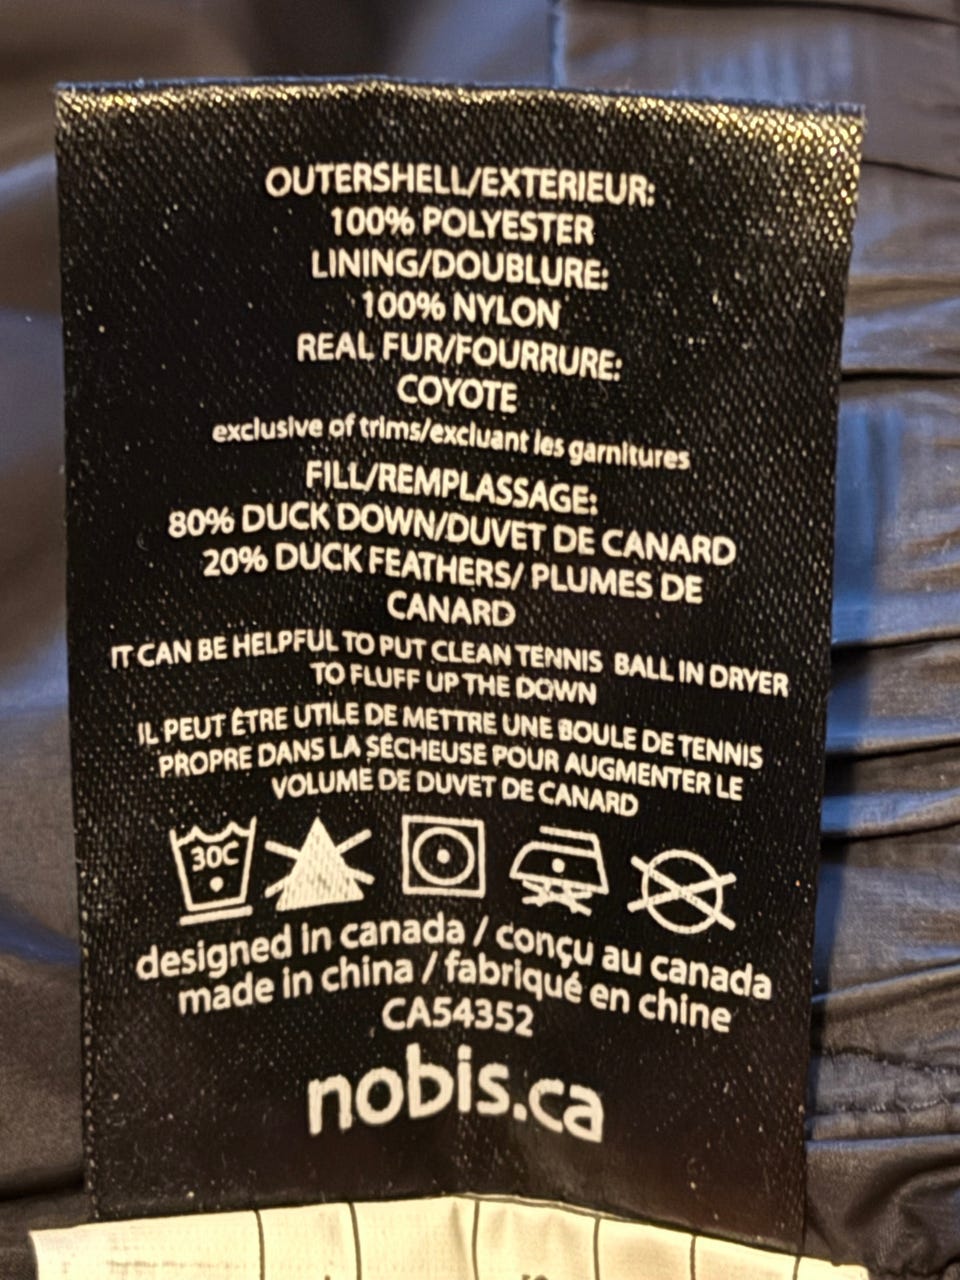 OUTERSHELL/EXTERIEUR:
100% POLYESTER
LINING/DOUBLURE:
100% NYLON
REAL FUR/FOURRURE:
COYOTE
exclusive of trims/excluant les garnitures
FILL/REMPLASSAGE:
80% DUCK DOWN/DUVET DE CANARD
20% DUCK FEATHERS/ PLUMES DE
CANARD
IT CAN BE HELPFUL TO PUT CLEAN TENNIS BALL IN DRYER
TO FLUFF UP THE DOWN
IL PEUT ÊTRE UTILE DE METTRE UNE BOULE DE TENNIS
PROPRE DANS LA SÉCHEUSE POUR AUGMENTER LE
VOLUME DE DUVET DE CANARD
30C
designed in canada / conçu au canada
made in china / fabriqué en chine
CA54352
nobis.ca